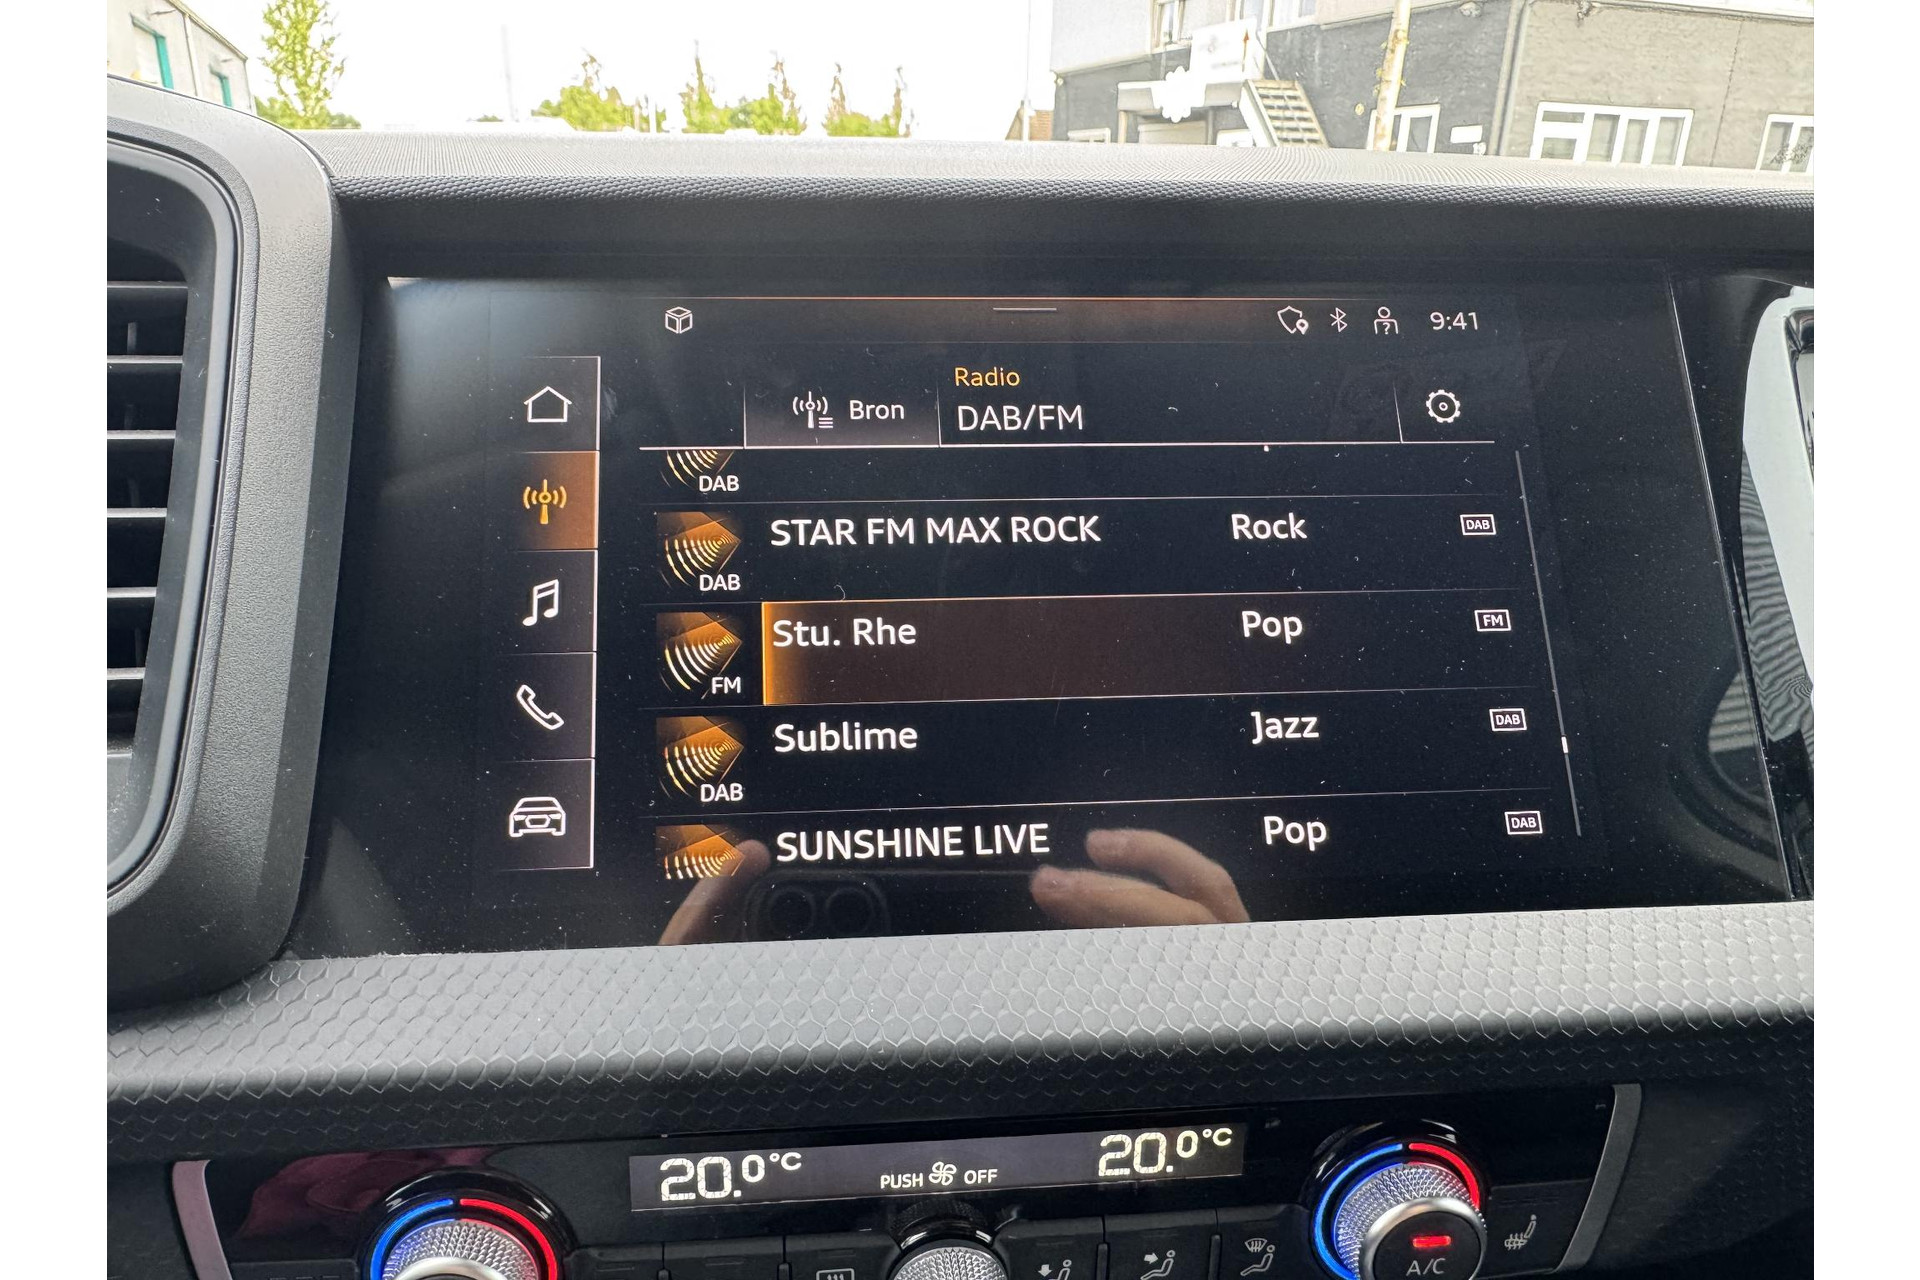 9:41
Radio
Bron DAB/FM
DAB
STAR FM MAX ROCK Rock DAB
DAB
Stu. Rhe Pop FM
FM
Sublime Jazz DAB
DAB
SUNSHINE LIVE Pop DAB
20.0°C PUSH OFF 20.0°C
A/C